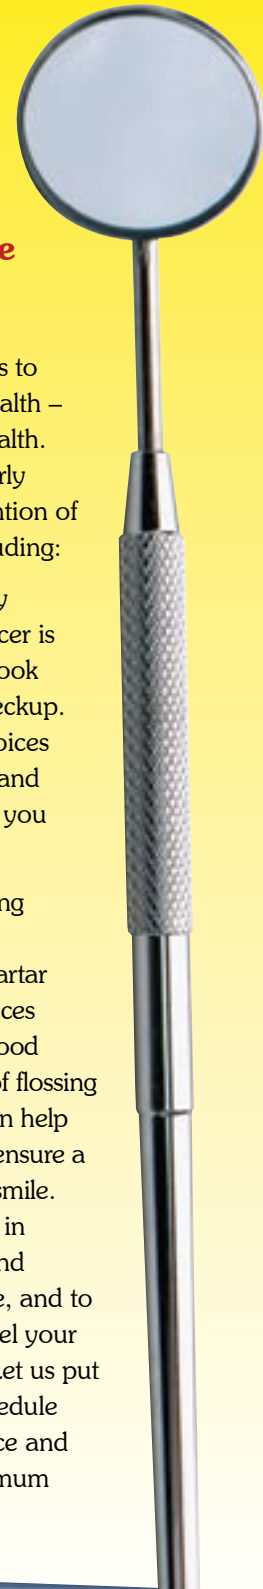 e
s to
alth –
alth.
rly
ntion of
uding:
y
cer is
ook
eckup.
oices
and
you
ng
artar
ces
ood
of flossing
n help
ensure a
smile.
in
nd
e, and to
el your
Let us put
edule
ce and
mum